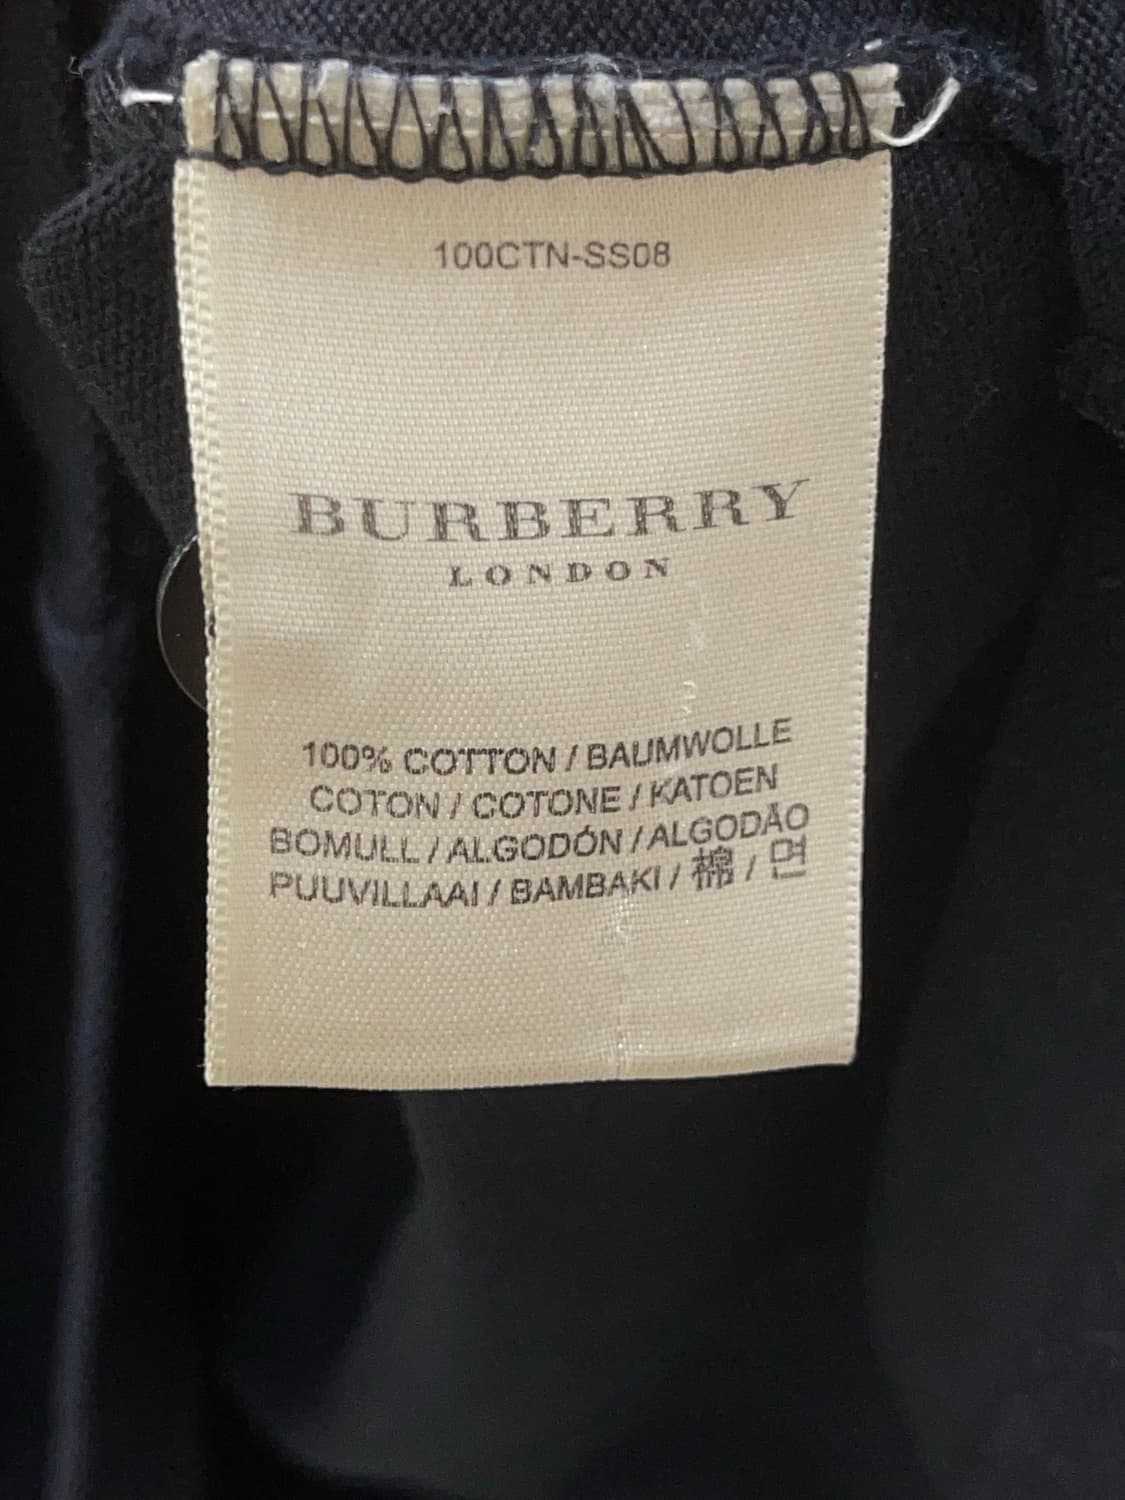 100CTN-SS08
BURBERRY
LONDON
100% COTTON / BAUMWOLLE
COTON / COTONE / KATOEN
BOMULL / ALGODÓN / ALGODÃO
PUUVILLAAI / BAMBAKI / 棉 / 면